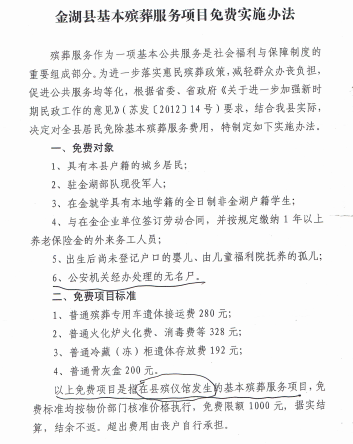 金湖县基本殡葬服务项目免费实施办法
殡葬服务作为一项基本公共服务是社会福利与保障制度的
重要组成部分。为进一步落实惠民殡葬政策，减轻群众办丧负担，
促进公共服务均等化，根据省委、省政府《关于进一步加强新时
期民政工作的意见》（苏发〔2012〕14号）要求，结合我县实际，
决定对全县居民免除基本殡葬服务费用，特制定如下实施办法。
一、免费对象
1、具有本县户籍的城乡居民；
2、驻金湖部队现役军人；
3、在金就学具有本地学籍的全日制非金湖户籍学生；
4、与在金企业单位签订劳动合同，并按规定缴纳1年以上
养老保险金的外来务工人员；
5、出生后尚未登记户口的婴儿、由儿童福利院抚养的孤儿；
6、公安机关经办处理的无名尸。
二、免费项目标准
1、普通殡葬专用车遗体接运费280元；
2、普通火化炉火化费、消毒费等328元；
3、普通冷藏（冻）柜遗体存放费192元；
4、普通骨灰盒200元。
以上免费项目是指在县殡仪馆发生的基本殡葬服务项目，免
费标准均按物价部门核准价格执行，免费限额1000元，据实结
算，结余不返。超出费用由丧户自行承担。